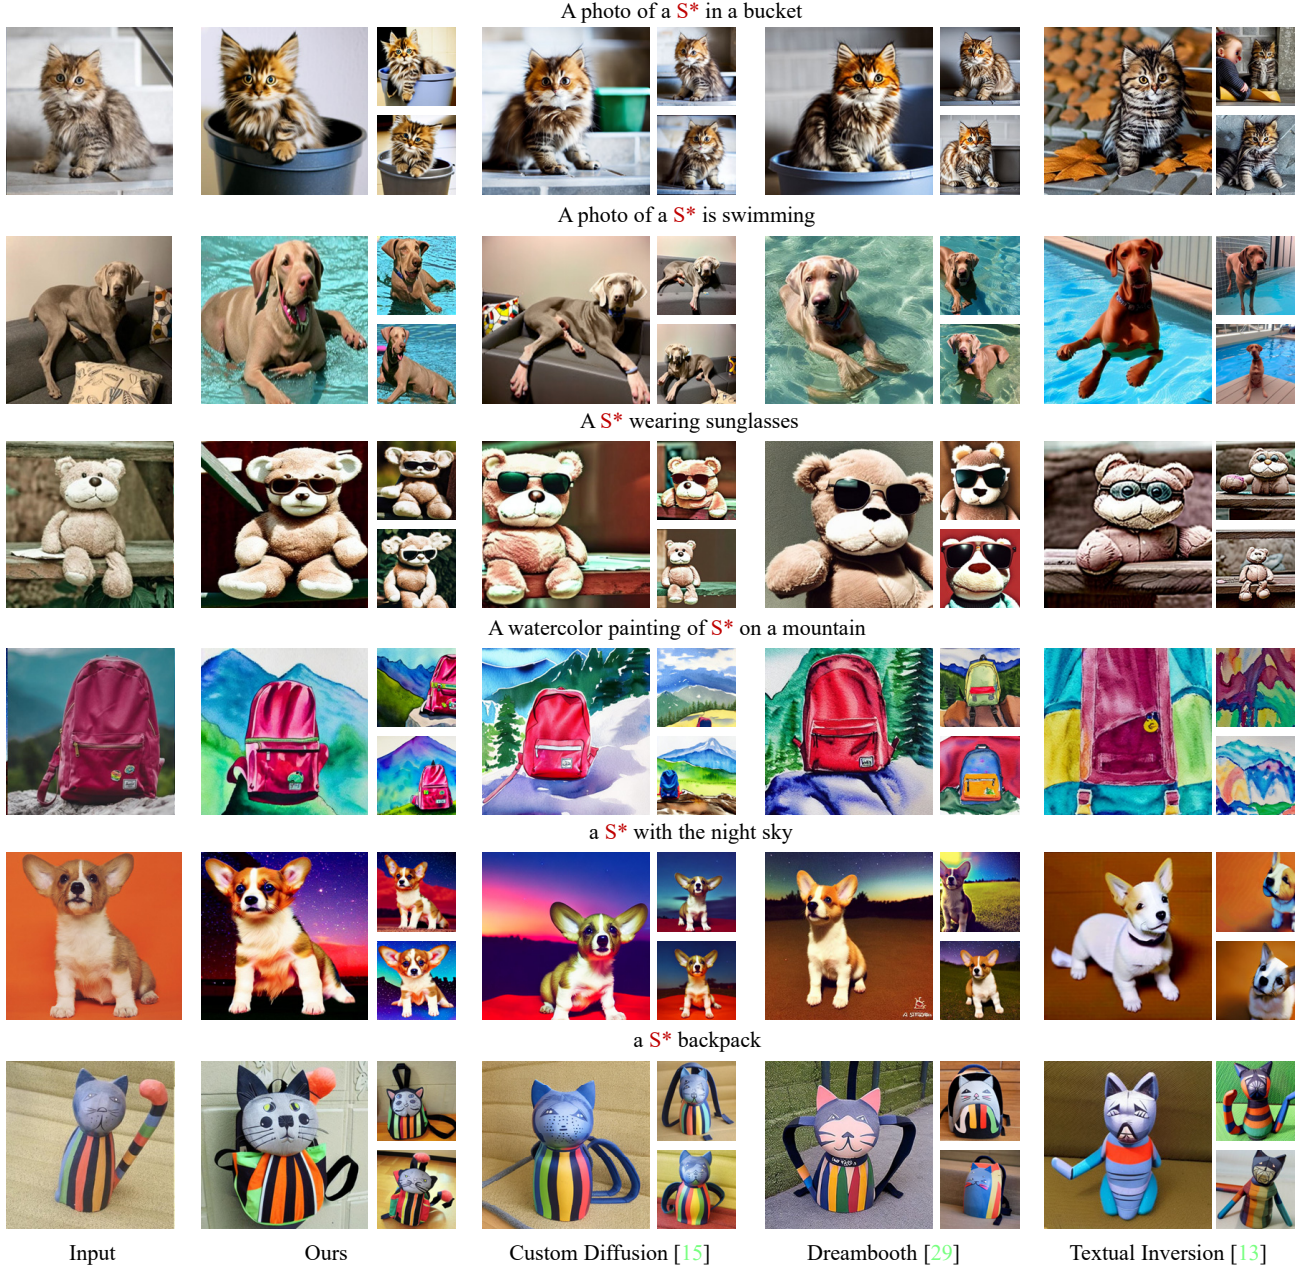 A photo of a S* in a bucket
A photo of a S* is swimming
A S* wearing sunglasses
A watercolor painting of S* on a mountain
a S* with the night sky
a S* backpack
Input
Ours
Custom Diffusion [15]
Dreambooth [29]
Textual Inversion [13]